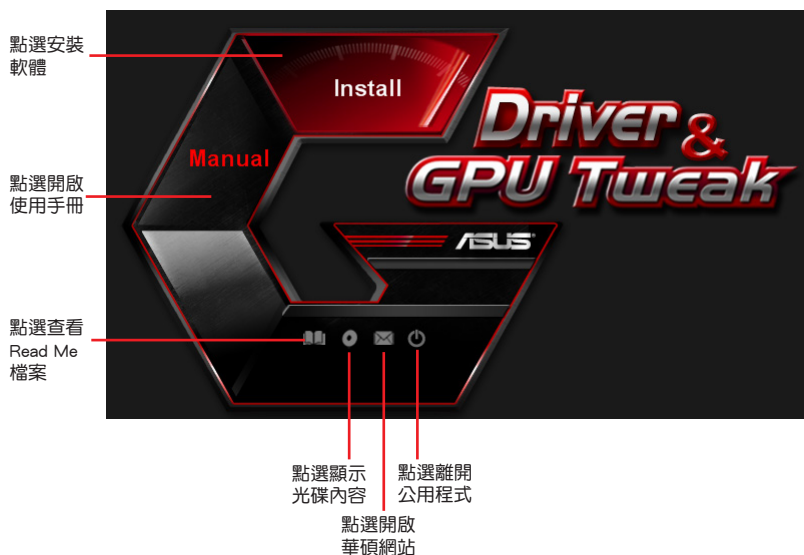 點選安裝
軟體
Install
Driver &
GPU Tweak
Manual
點選開啟
使用手冊
ASUS
點選查看
Read Me
檔案
點選顯示
光碟內容
點選離開
公用程式
點選開啟
華碩網站